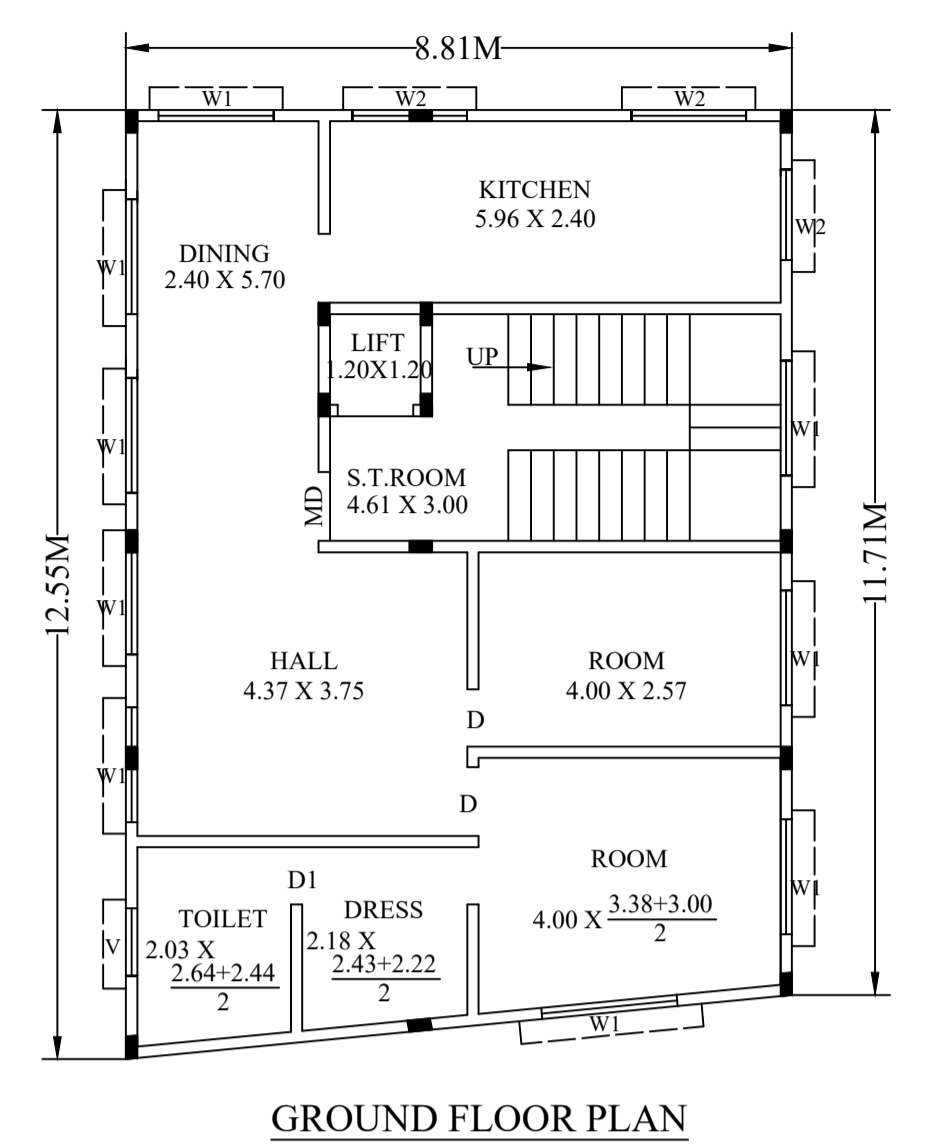 8.81M
W1
W2
W2
KITCHEN
5.96 X 2.40
W2
DINING
2.40 X 5.70
W1
LIFT
1.20X1.20
UP
W1
W1
S.T.ROOM
4.61 X 3.00
MD
12.55M
11.71M
W1
HALL
4.37 X 3.75
ROOM
4.00 X 2.57
W1
D
W1
D
ROOM
4.00 X 3.38+3.00
2
W1
D1
TOILET
2.03 X
2.64+2.44
2
DRESS
2.18 X
2.43+2.22
2
V
W1
GROUND FLOOR PLAN